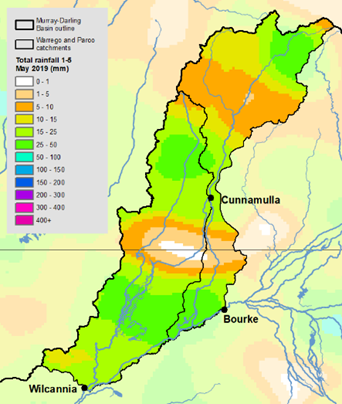 Murray-Darling
Basin outline
Warrego and Paroo
catchments
Total rainfall 1-6
May 2019 (mm)
0 - 1
1 - 5
5 - 10
10 - 15
15 - 25
25 - 50
50 - 100
100 - 150
150 - 200
200 - 300
300 - 400
400+
Cunnamulla
Bourke
Wilcannia